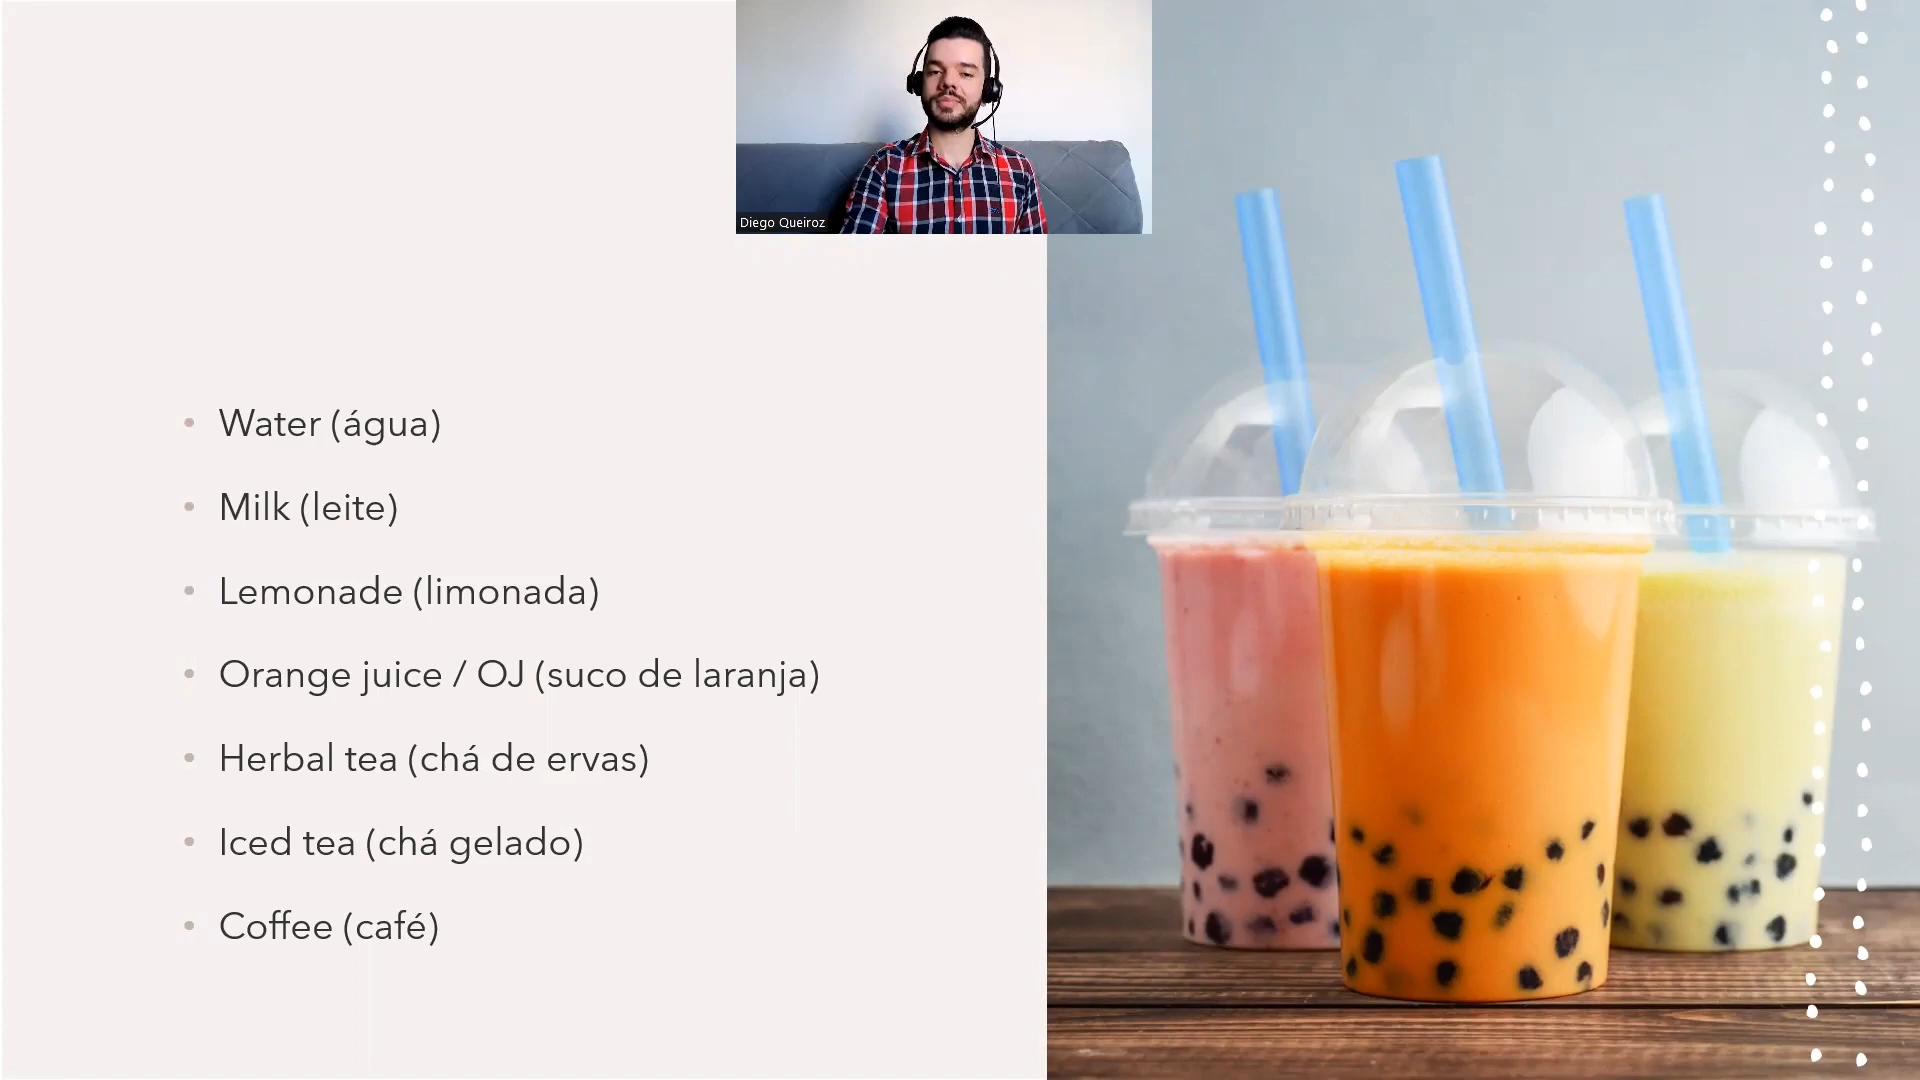 Diego Queiroz
Water (água)
Milk (leite)
Lemonade (limonada)
Orange juice / OJ (suco de laranja)
Herbal tea (chá de ervas)
Iced tea (chá gelado)
Coffee (café)